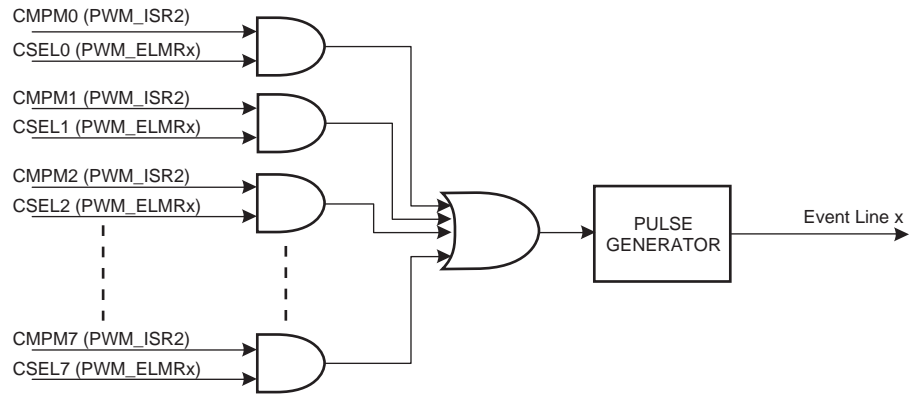 CMPM0 (PWM_ISR2)
CSEL0 (PWM_ELMRx)
CMPM1 (PWM_ISR2)
CSEL1 (PWM_ELMRx)
CMPM2 (PWM_ISR2)
CSEL2 (PWM_ELMRx)
CMPM7 (PWM_ISR2)
CSEL7 (PWM_ELMRx)
PULSE
GENERATOR
Event Line x